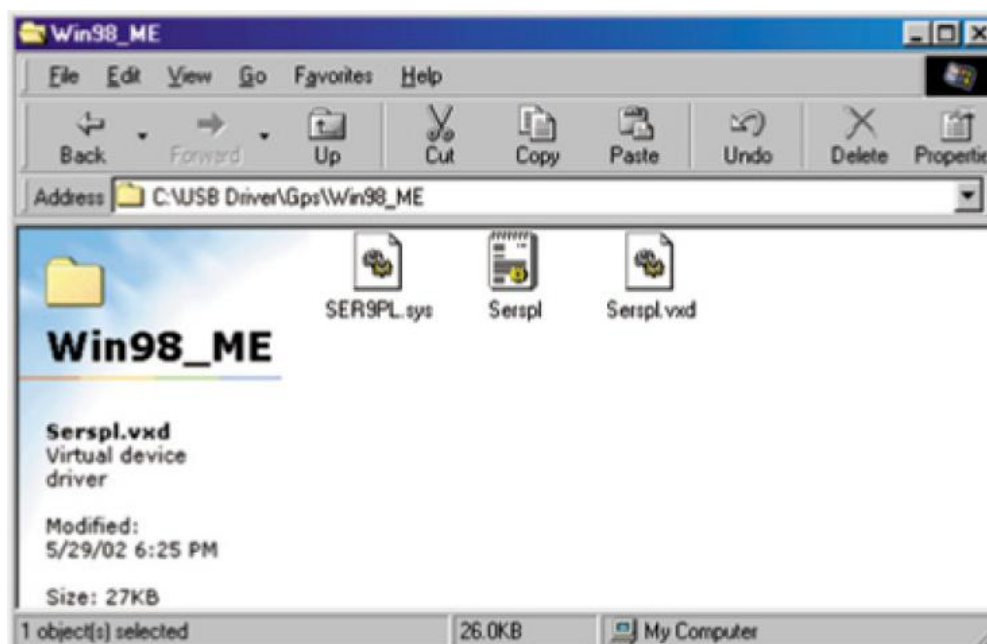 Win98_ME
File Edit View Go Favorites Help
Back Forward Up Cut Copy Paste Undo Delete Propertie
Address C:\USB Driver\Gps\Win98_ME
SER9PL.sys Serspl Serspl.vxd
Win98_ME
Serspl.vxd
Virtual device
driver
Modified:
5/29/02 6:25 PM
Size: 27KB
1 object(s) selected 26.0KB My Computer